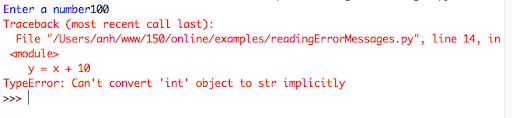 Enter a number100
Traceback (most recent call last):
  File "/Users/anh/www/150/online/examples/readingErrorMessages.py", line 14, in
<module>
    y = x + 10
TypeError: Can't convert 'int' object to str implicitly
>>>